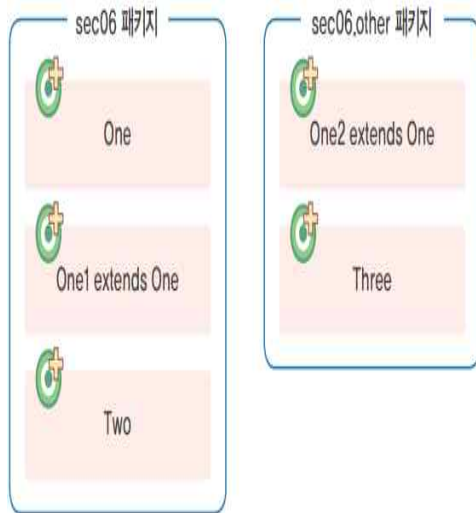 sec06 패키지
One
One1 extends One
Two
sec06.other 패키지
One2 extends One
Three